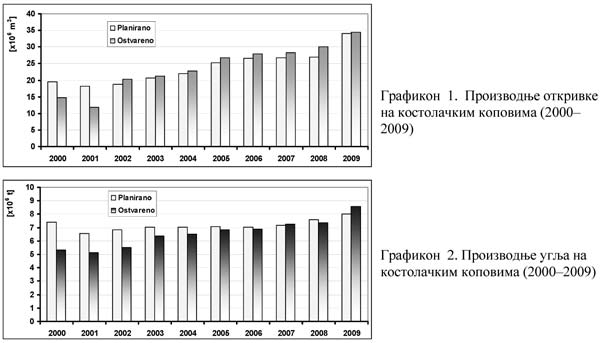 [x10⁶ m³]
40
35
30
25
20
15
10
5
0
Planirano
Ostvareno
2000 2001 2002 2003 2004 2005 2006 2007 2008 2009
Графикон 1. Производње откривке
на костолачким коповима (2000–
2009)
[x10⁶ t]
10
9
8
7
6
5
4
3
2
1
0
Planirano
Ostvareno
2000 2001 2002 2003 2004 2005 2006 2007 2008 2009
Графикон 2. Производње угља на
костолачким коповима (2000–2009)